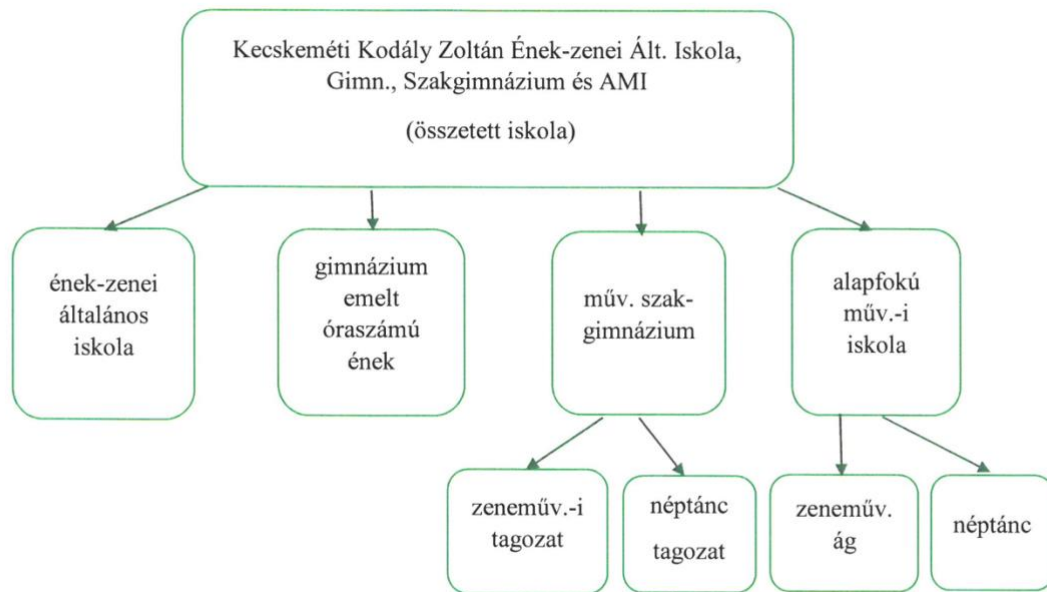 Kecskeméti Kodály Zoltán Ének-zenei Ált. Iskola,
Gimn., Szakgimnázium és AMI
(összetett iskola)
ének-zenei
általános
iskola
gimnázium
emelt
óraszámú
ének
műv. szak-
gimnázium
alapfokú
műv.-i
iskola
zeneműv.-i
tagozat
néptánc
tagozat
zeneműv.
ág
néptánc